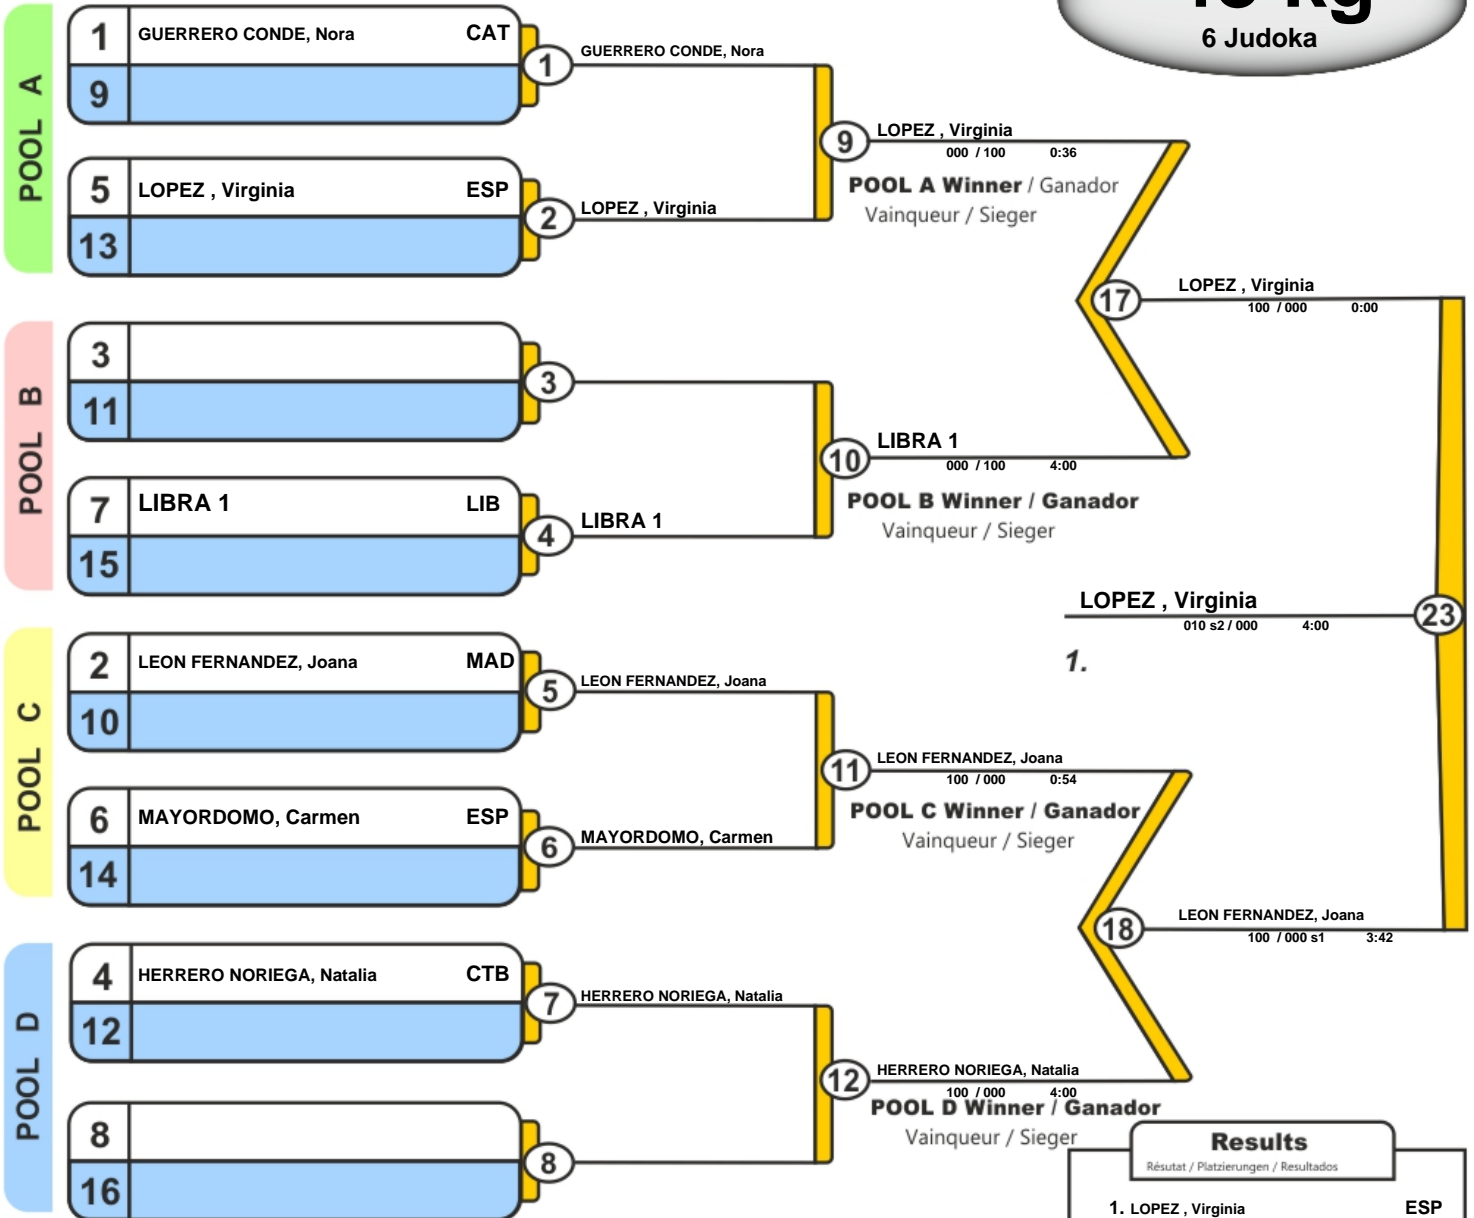 6 Judoka
POOL A
1 GUERRERO CONDE, Nora CAT
9
1 GUERRERO CONDE, Nora
5 LOPEZ , Virginia ESP
13
2 LOPEZ , Virginia
9 LOPEZ , Virginia
000 / 100 0:36
POOL A Winner / Ganador
Vainqueur / Sieger
17 LOPEZ , Virginia
100 / 000 0:00
POOL B
3
11
3
7 LIBRA 1 LIB
15
4 LIBRA 1
10 LIBRA 1
000 / 100 4:00
POOL B Winner / Ganador
Vainqueur / Sieger
LOPEZ , Virginia 23
010 s2 / 000 4:00
1.
POOL C
2 LEON FERNANDEZ, Joana MAD
10
5 LEON FERNANDEZ, Joana
6 MAYORDOMO, Carmen ESP
14
6 MAYORDOMO, Carmen
11 LEON FERNANDEZ, Joana
100 / 000 0:54
POOL C Winner / Ganador
Vainqueur / Sieger
18 LEON FERNANDEZ, Joana
100 / 000 s1 3:42
POOL D
4 HERRERO NORIEGA, Natalia CTB
12
7 HERRERO NORIEGA, Natalia
8
16
8
12 HERRERO NORIEGA, Natalia
100 / 000 4:00
POOL D Winner / Ganador
Vainqueur / Sieger
Results
Résutat / Platzierungen / Resultados
1. LOPEZ , Virginia ESP